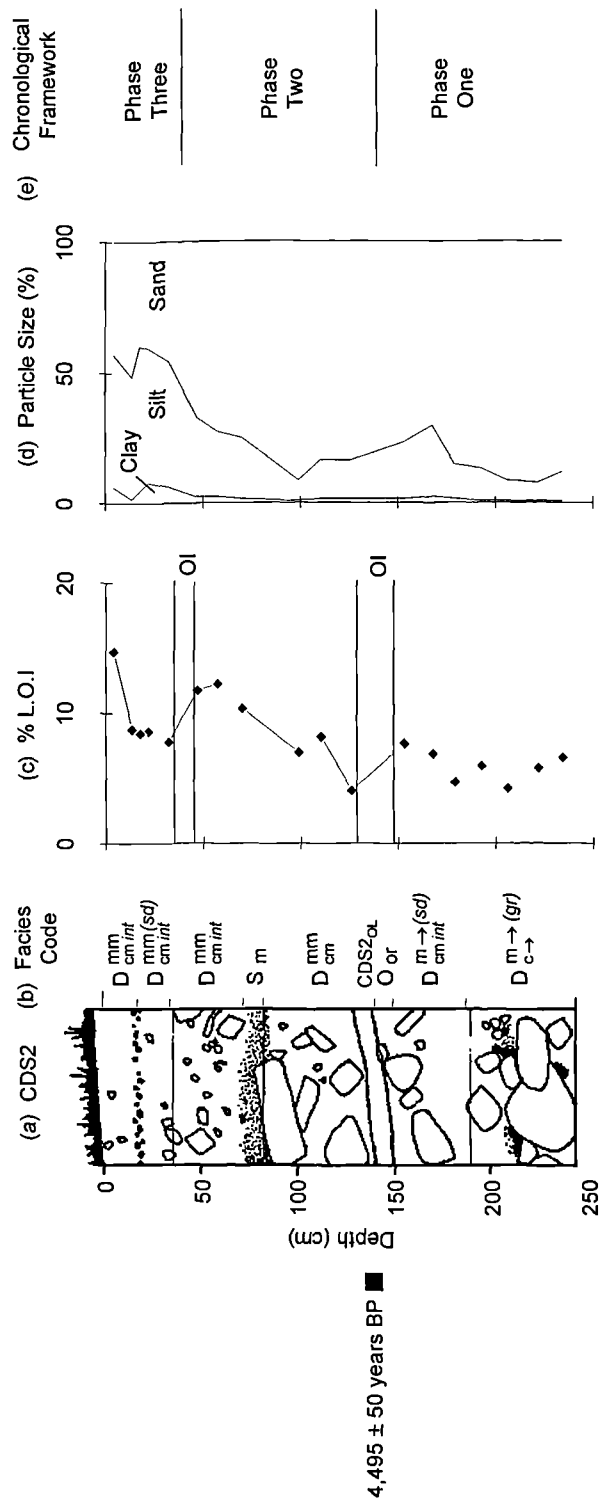 (a) CDS2
(b) Facies
Code
(c) % L.O.I
(d) Particle Size (%)
(e) Chronological
Framework
Depth (cm)
0
50
100
150
200
250
4,495 ± 50 years BP
D mm cm int
D mm (sd) cm int
D mm cm int
S m
D mm cm
CDS2OL
O or
D m→ (sd) cm int
D m→ (gr) c→
0
10
20
OI
OI
0
50
100
Clay
Silt
Sand
Phase
Three
Phase
Two
Phase
One